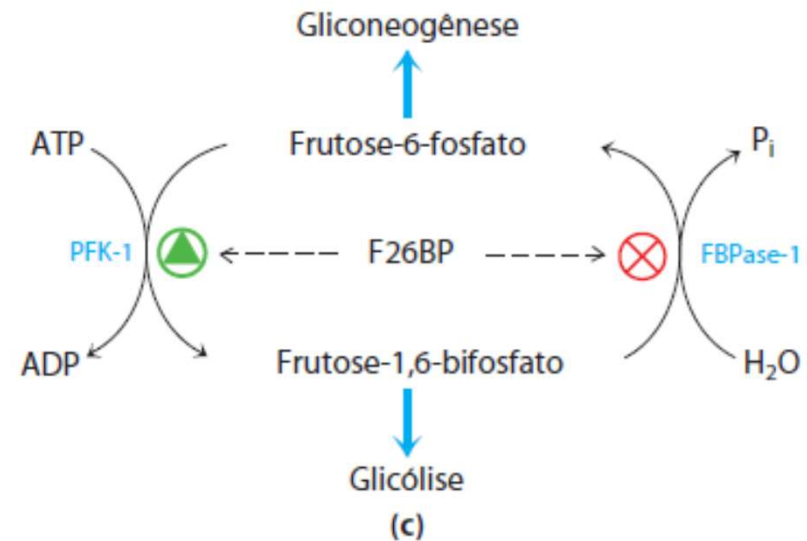 Gliconeogênese
ATP
Frutose-6-fosfato
Pi
PFK-1
F26BP
FBPase-1
ADP
Frutose-1,6-bifosfato
H2O
Glicólise
(c)